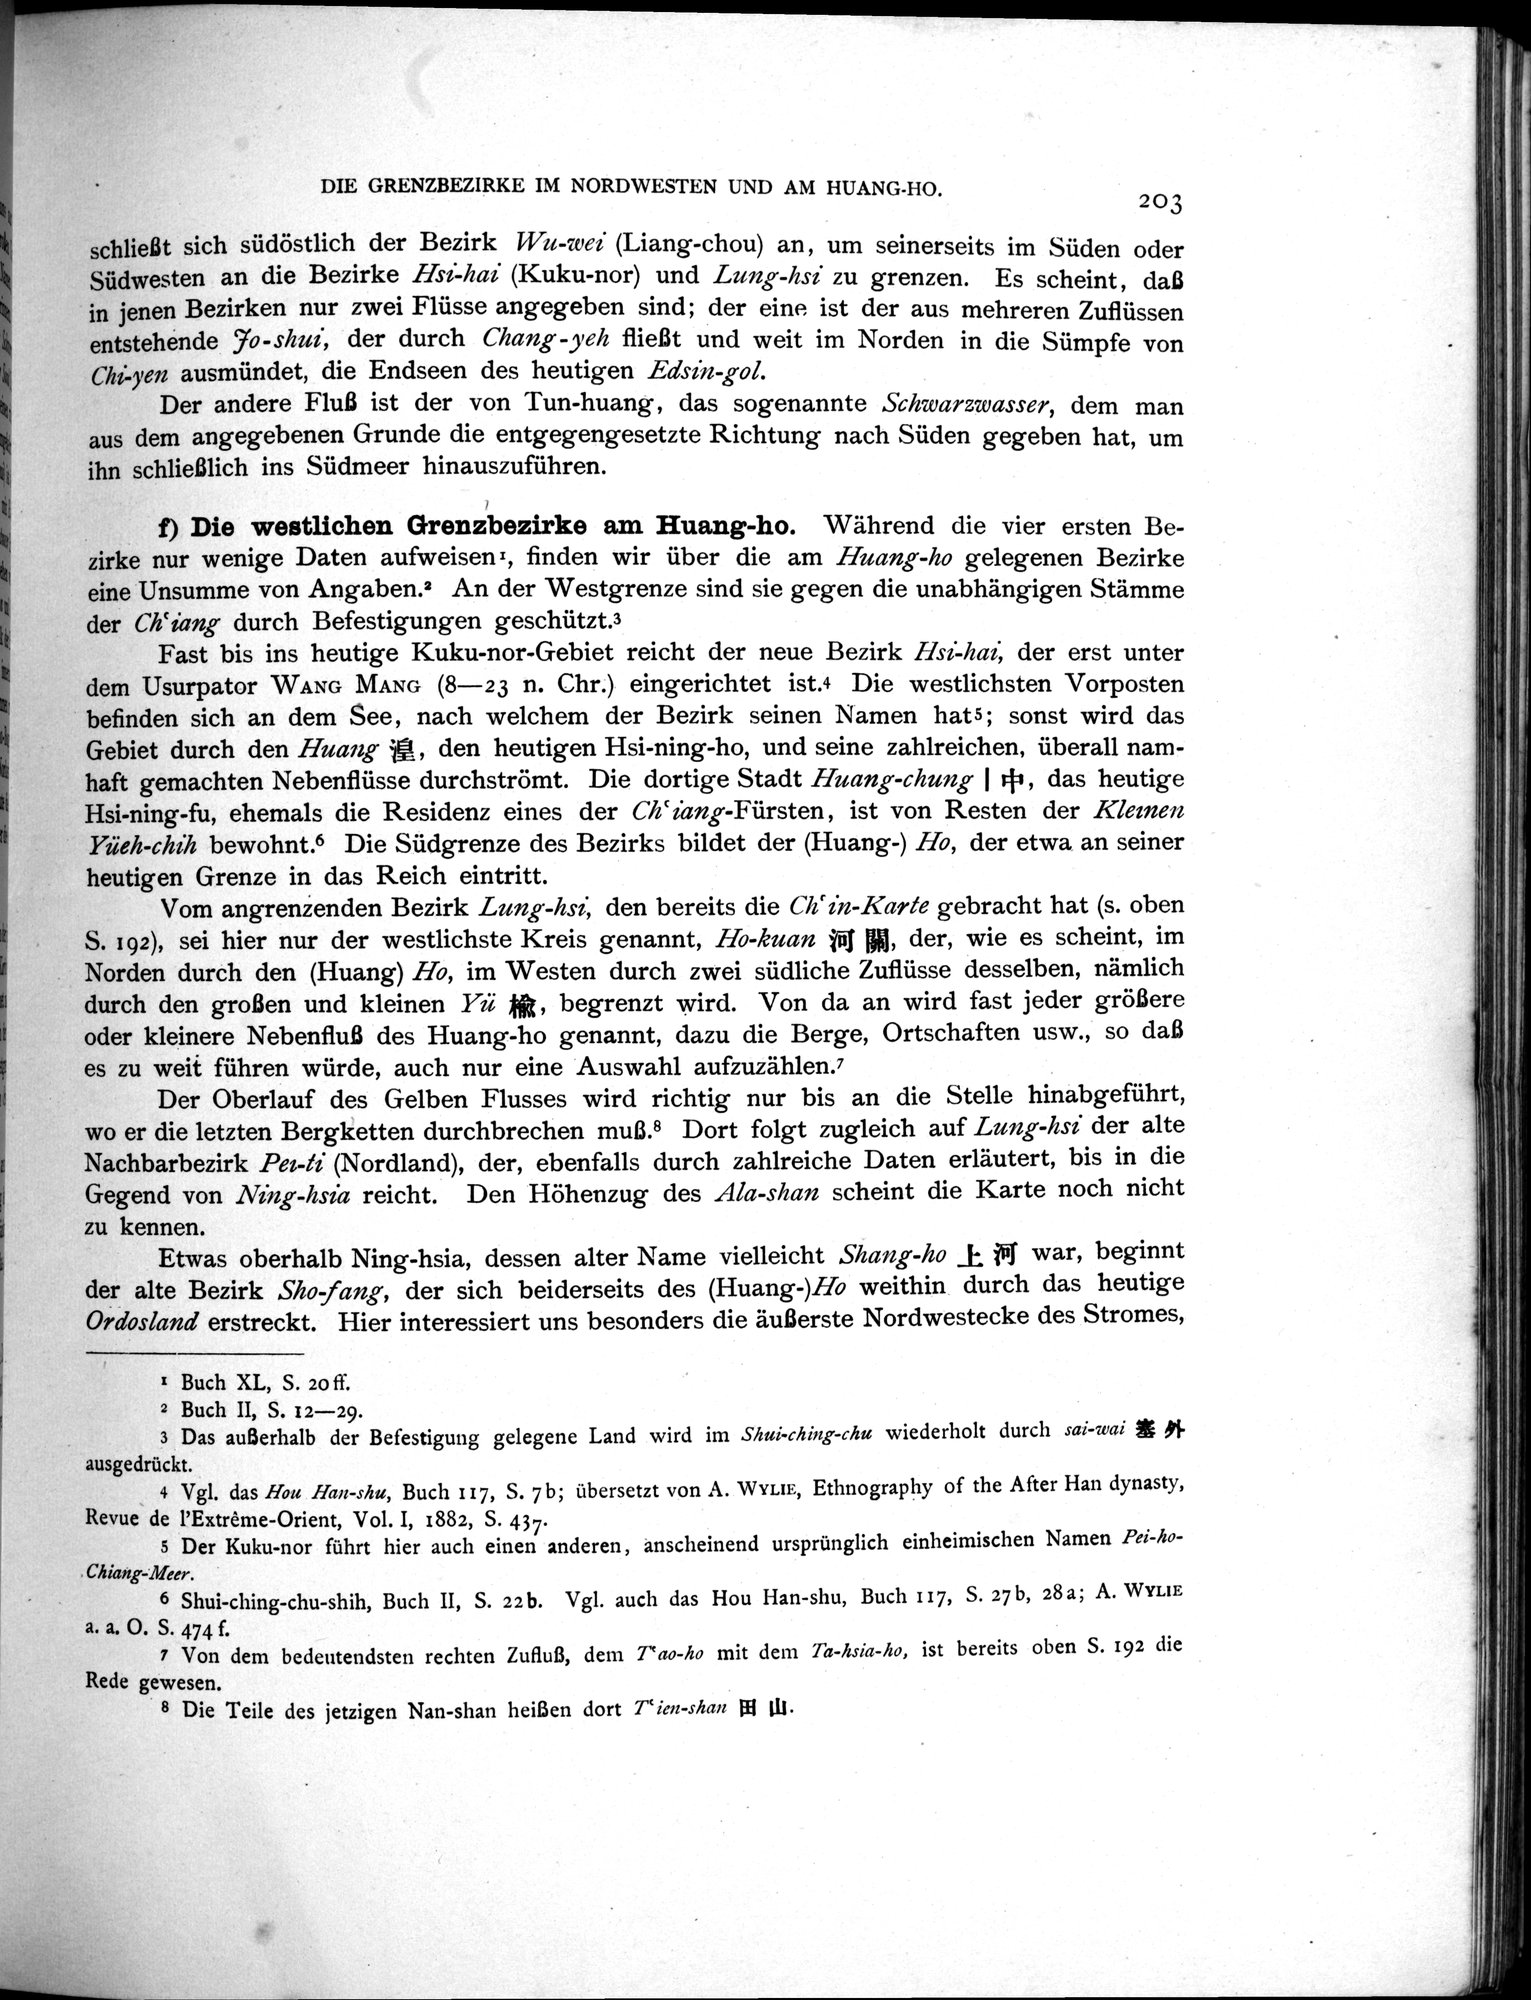 DIE GRENZBEZIRKE IM NORDWESTEN UND AM HUANG-HO.
203
schließt sich südöstlich der Bezirk Wu-wei (Liang-chou) an, um seinerseits im Süden oder
Südwesten an die Bezirke Hsi-hai (Kuku-nor) und Lung-hsi zu grenzen. Es scheint, daß
in jenen Bezirken nur zwei Flüsse angegeben sind; der eine ist der aus mehreren Zuflüssen
entstehende Jo-shui, der durch Chang-yeh fließt und weit im Norden in die Sümpfe von
Chi-yen ausmündet, die Endseen des heutigen Edsin-gol.
Der andere Fluß ist der von Tun-huang, das sogenannte Schwarzwasser, dem man
aus dem angegebenen Grunde die entgegengesetzte Richtung nach Süden gegeben hat, um
ihn schließlich ins Südmeer hinauszuführen.
f) Die westlichen Grenzbezirke am Huang-ho. Während die vier ersten Be-
zirke nur wenige Daten aufweisen¹, finden wir über die am Huang-ho gelegenen Bezirke
eine Unsumme von Angaben.² An der Westgrenze sind sie gegen die unabhängigen Stämme
der Chʿiang durch Befestigungen geschützt.³
Fast bis ins heutige Kuku-nor-Gebiet reicht der neue Bezirk Hsi-hai, der erst unter
dem Usurpator WANG MANG (8—23 n. Chr.) eingerichtet ist.⁴ Die westlichsten Vorposten
befinden sich an dem See, nach welchem der Bezirk seinen Namen hat⁵; sonst wird das
Gebiet durch den Huang 湟, den heutigen Hsi-ning-ho, und seine zahlreichen, überall nam-
haft gemachten Nebenflüsse durchströmt. Die dortige Stadt Huang-chung | 中, das heutige
Hsi-ning-fu, ehemals die Residenz eines der Chʿiang-Fürsten, ist von Resten der Kleinen
Yüeh-chih bewohnt.⁶ Die Südgrenze des Bezirks bildet der (Huang-) Ho, der etwa an seiner
heutigen Grenze in das Reich eintritt.
Vom angrenzenden Bezirk Lung-hsi, den bereits die Chʿin-Karte gebracht hat (s. oben
S. 192), sei hier nur der westlichste Kreis genannt, Ho-kuan 河關, der, wie es scheint, im
Norden durch den (Huang) Ho, im Westen durch zwei südliche Zuflüsse desselben, nämlich
durch den großen und kleinen Yü 榆, begrenzt wird. Von da an wird fast jeder größere
oder kleinere Nebenfluß des Huang-ho genannt, dazu die Berge, Ortschaften usw., so daß
es zu weit führen würde, auch nur eine Auswahl aufzuzählen.⁷
Der Oberlauf des Gelben Flusses wird richtig nur bis an die Stelle hinabgeführt,
wo er die letzten Bergketten durchbrechen muß.⁸ Dort folgt zugleich auf Lung-hsi der alte
Nachbarbezirk Pei-ti (Nordland), der, ebenfalls durch zahlreiche Daten erläutert, bis in die
Gegend von Ning-hsia reicht. Den Höhenzug des Ala-shan scheint die Karte noch nicht
zu kennen.
Etwas oberhalb Ning-hsia, dessen alter Name vielleicht Shang-ho 上河 war, beginnt
der alte Bezirk Sho-fang, der sich beiderseits des (Huang-)Ho weithin durch das heutige
Ordosland erstreckt. Hier interessiert uns besonders die äußerste Nordwestecke des Stromes,
¹ Buch XL, S. 20 ff.
² Buch II, S. 12—29.
³ Das außerhalb der Befestigung gelegene Land wird im Shui-ching-chu wiederholt durch sai-wai 塞外
ausgedrückt.
⁴ Vgl. das Hou Han-shu, Buch 117, S. 7b; übersetzt von A. WYLIE, Ethnography of the After Han dynasty,
Revue de l'Extrême-Orient, Vol. I, 1882, S. 437.
⁵ Der Kuku-nor führt hier auch einen anderen, anscheinend ursprünglich einheimischen Namen Pei-ho-
Chiang-Meer.
⁶ Shui-ching-chu-shih, Buch II, S. 22b. Vgl. auch das Hou Han-shu, Buch 117, S. 27b, 28a; A. WYLIE
a. a. O. S. 474 f.
⁷ Von dem bedeutendsten rechten Zufluß, dem Tʿao-ho mit dem Ta-hsia-ho, ist bereits oben S. 192 die
Rede gewesen.
⁸ Die Teile des jetzigen Nan-shan heißen dort Tʿien-shan 田山.